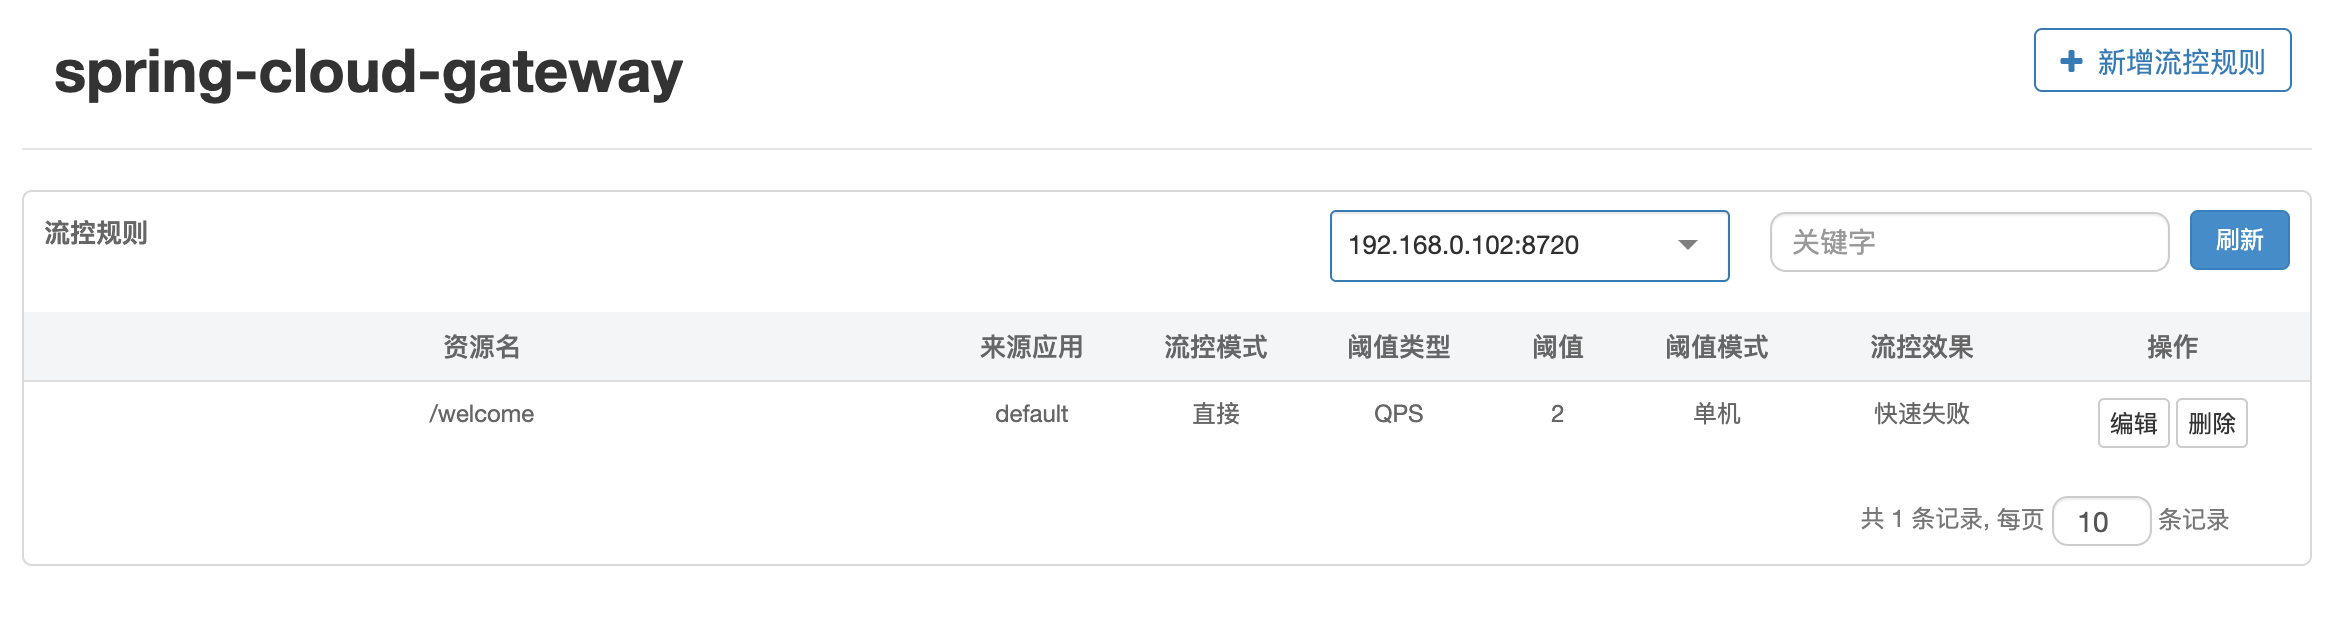 spring-cloud-gateway
新增流控规则
流控规则 192.168.0.102:8720 关键字 刷新
资源名 来源应用 流控模式 阈值类型 阈值 阈值模式 流控效果 操作
/welcome default 直接 QPS 2 单机 快速失败 编辑 删除
共 1 条记录, 每页 10 条记录